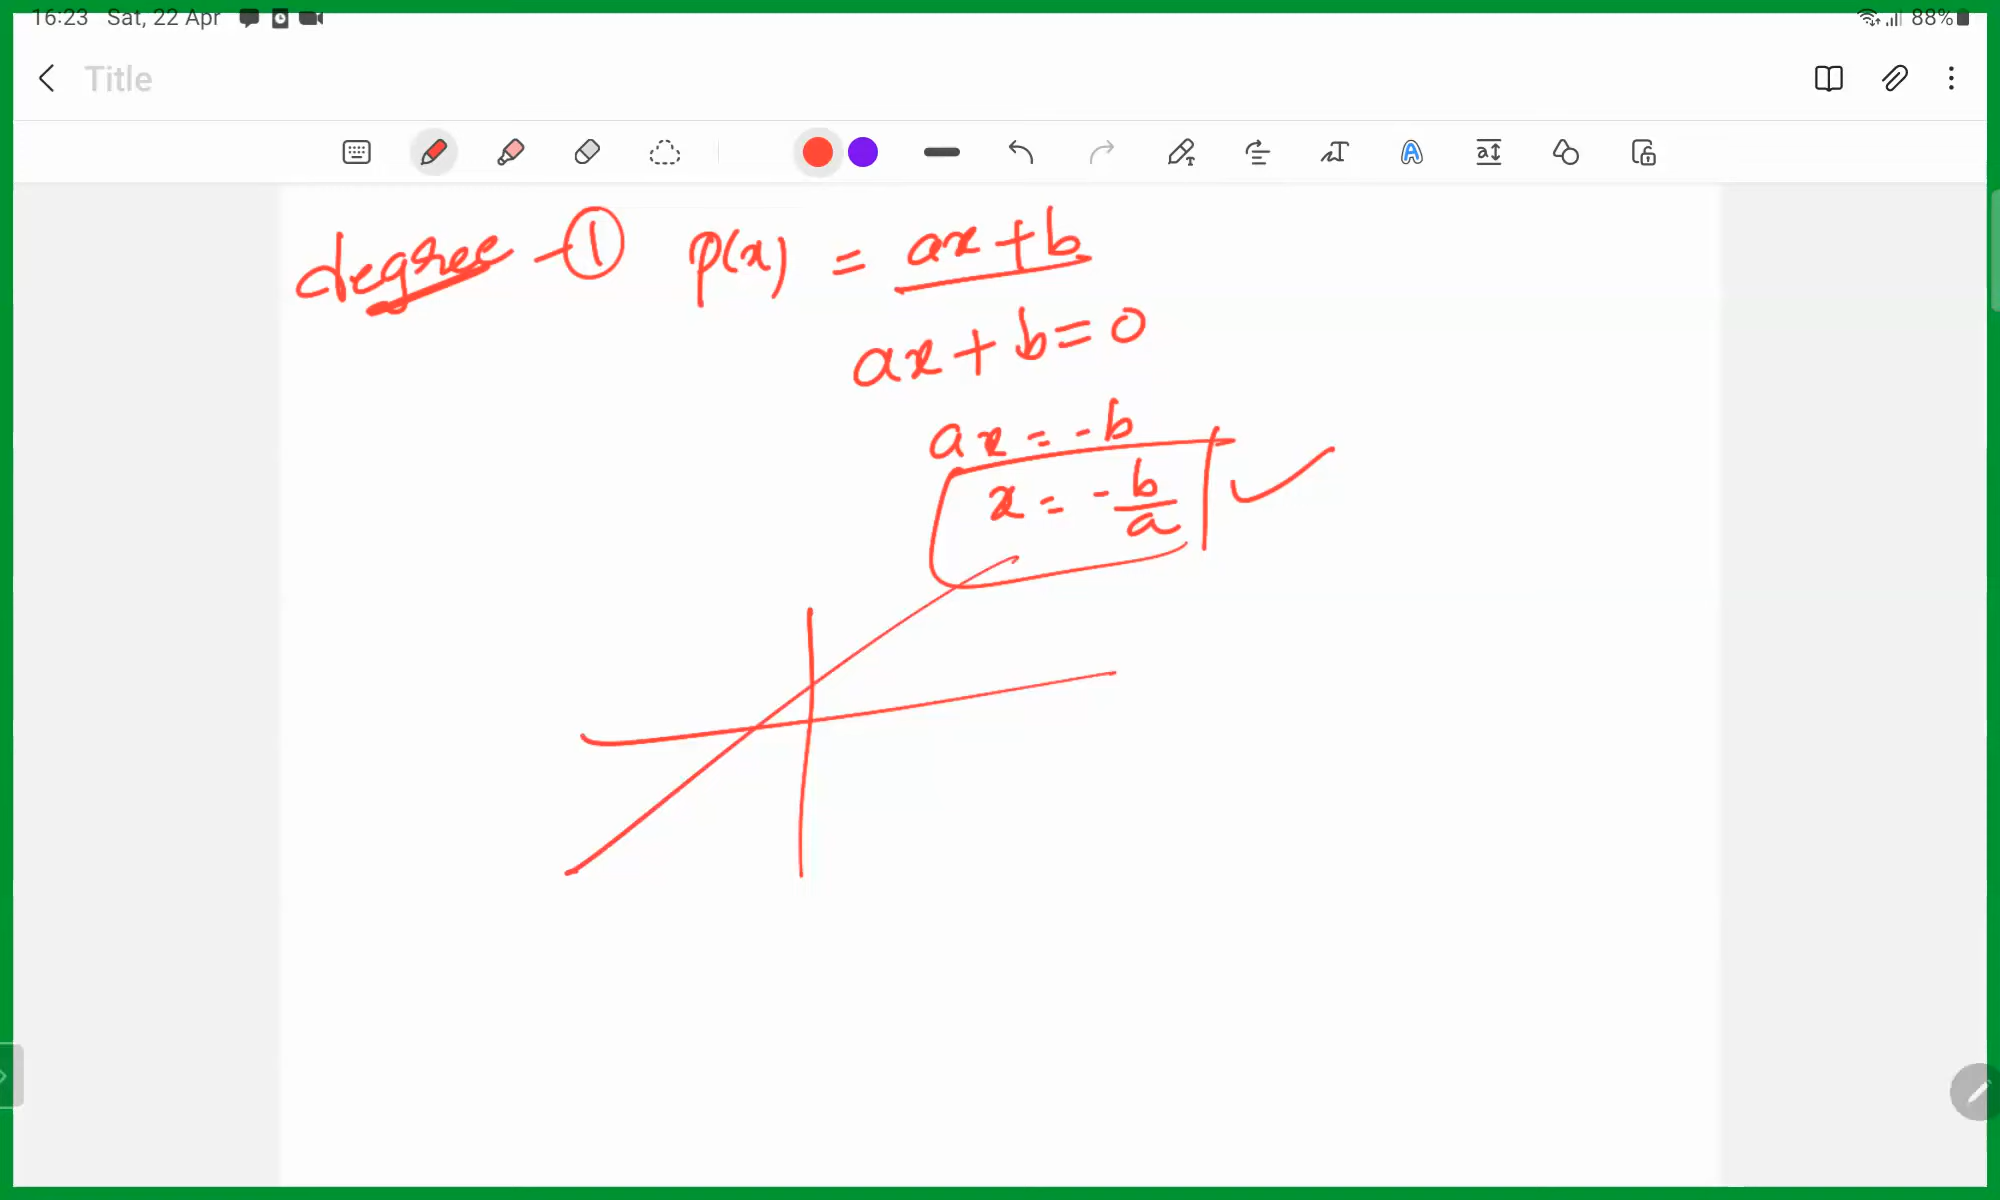 16:23 Sat, 22 Apr 88%
Title
degree - ① p(x) = ax+b
ax+b=0
ax = -b
x = -b/a